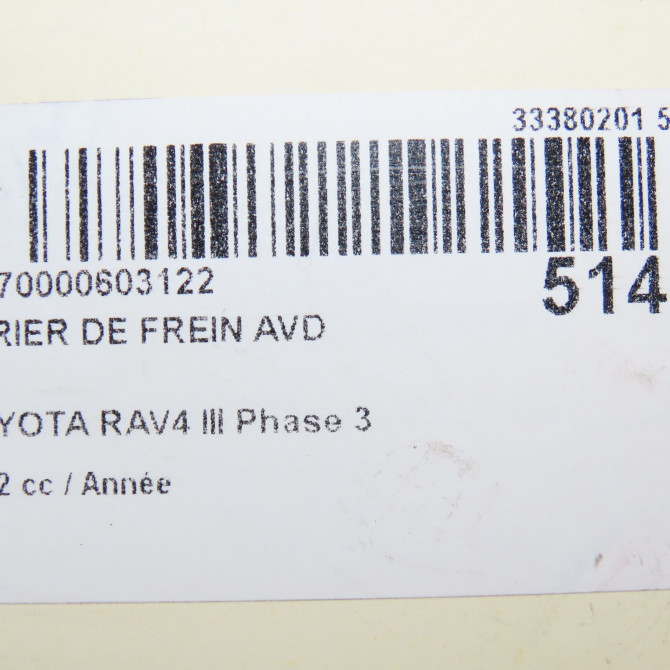 33380201 5
70000603122
514
RIER DE FREIN AVD
YOTA RAV4 III Phase 3
2 cc / Année